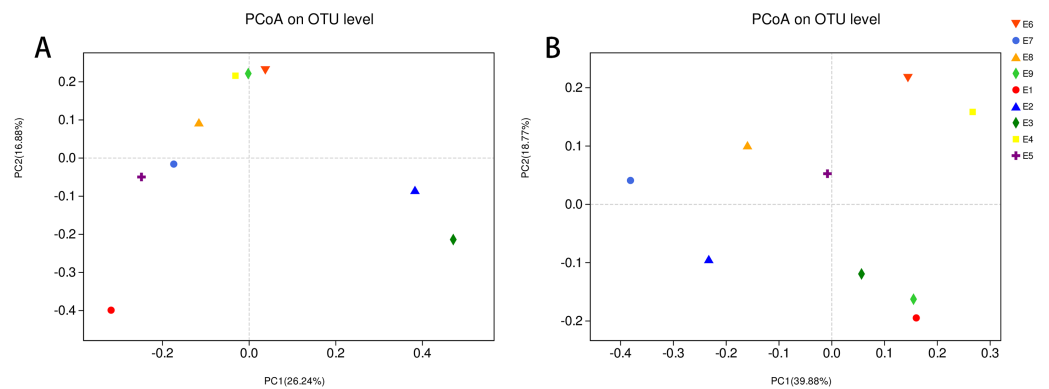 PCoA on OTU level
A
PC2(16.88%)
0.2
0.1
0.0
-0.1
-0.2
-0.3
-0.4
-0.2
0.0
0.2
0.4
PC1(26.24%)
PCoA on OTU level
B
PC2(18.77%)
0.2
0.1
0.0
-0.1
-0.2
-0.4
-0.3
-0.2
-0.1
0.0
0.1
0.2
0.3
PC1(39.88%)
E6
E7
E8
E9
E1
E2
E3
E4
E5